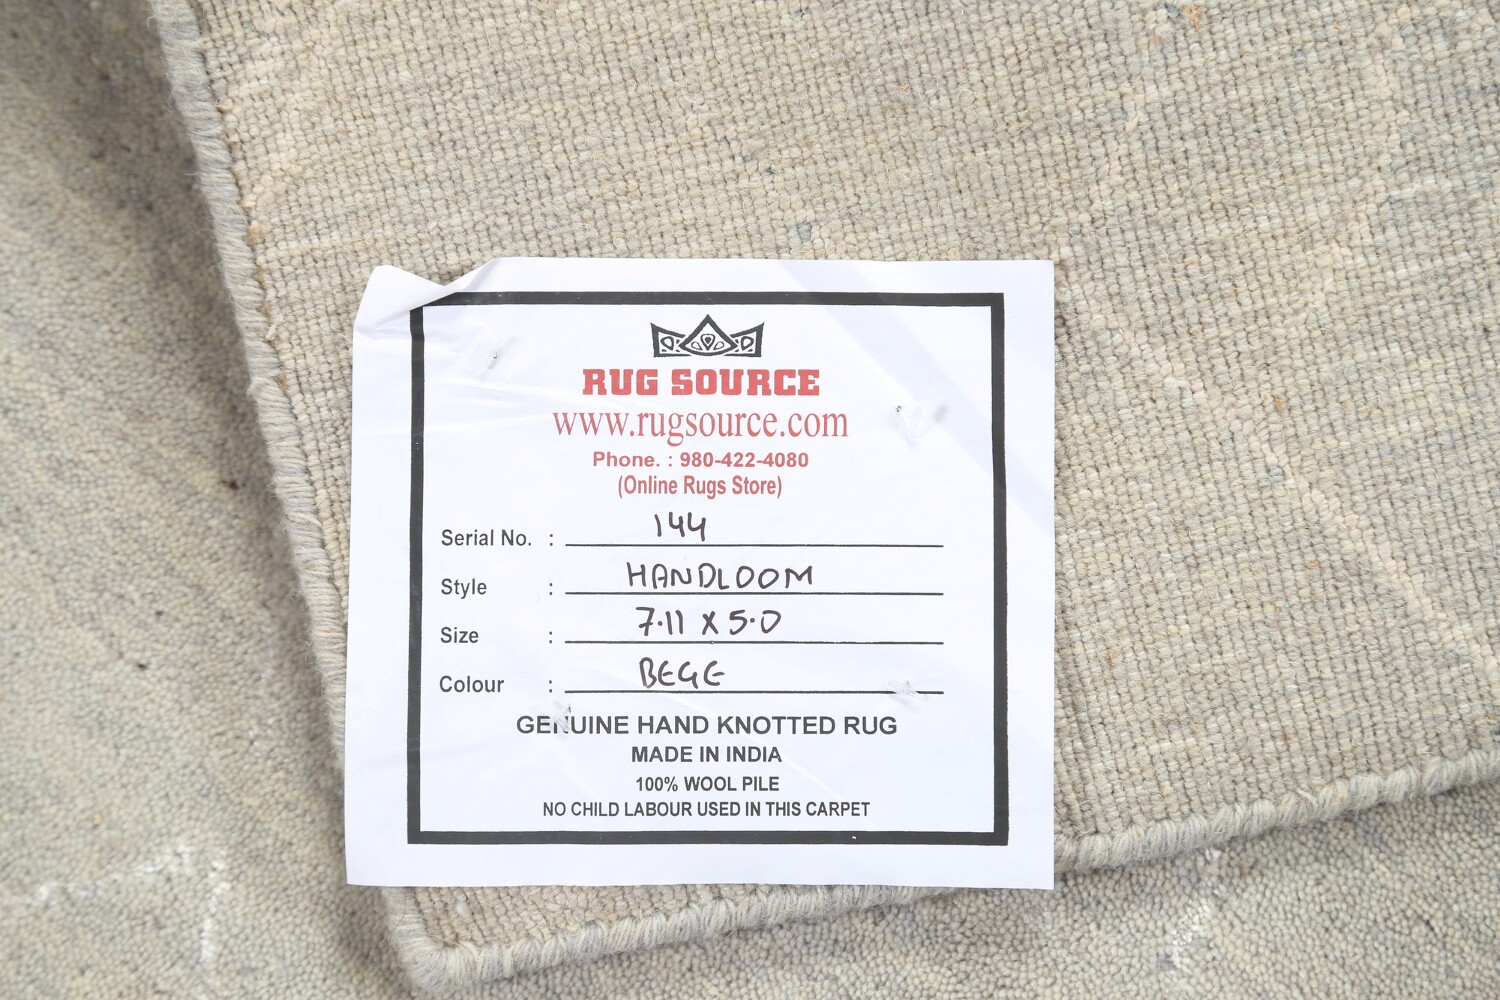 RUG SOURCE
www.rugsource.com
Phone. : 980-422-4080
(Online Rugs Store)
Serial No. : 144
Style : HANDLOOM
Size : 7.11 X 5.0
Colour : BEGE
GENUINE HAND KNOTTED RUG
MADE IN INDIA
100% WOOL PILE
NO CHILD LABOUR USED IN THIS CARPET